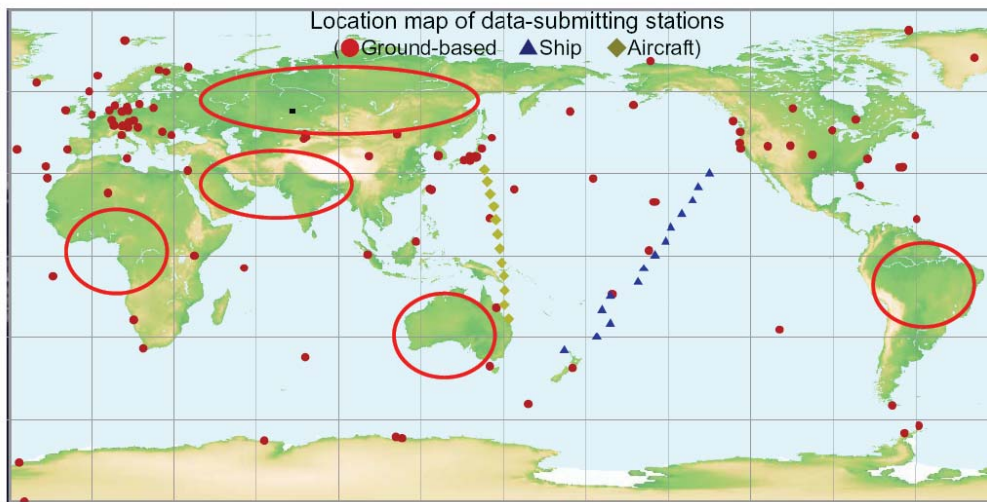 Location map of data-submitting stations
(Ground-based Ship Aircraft)